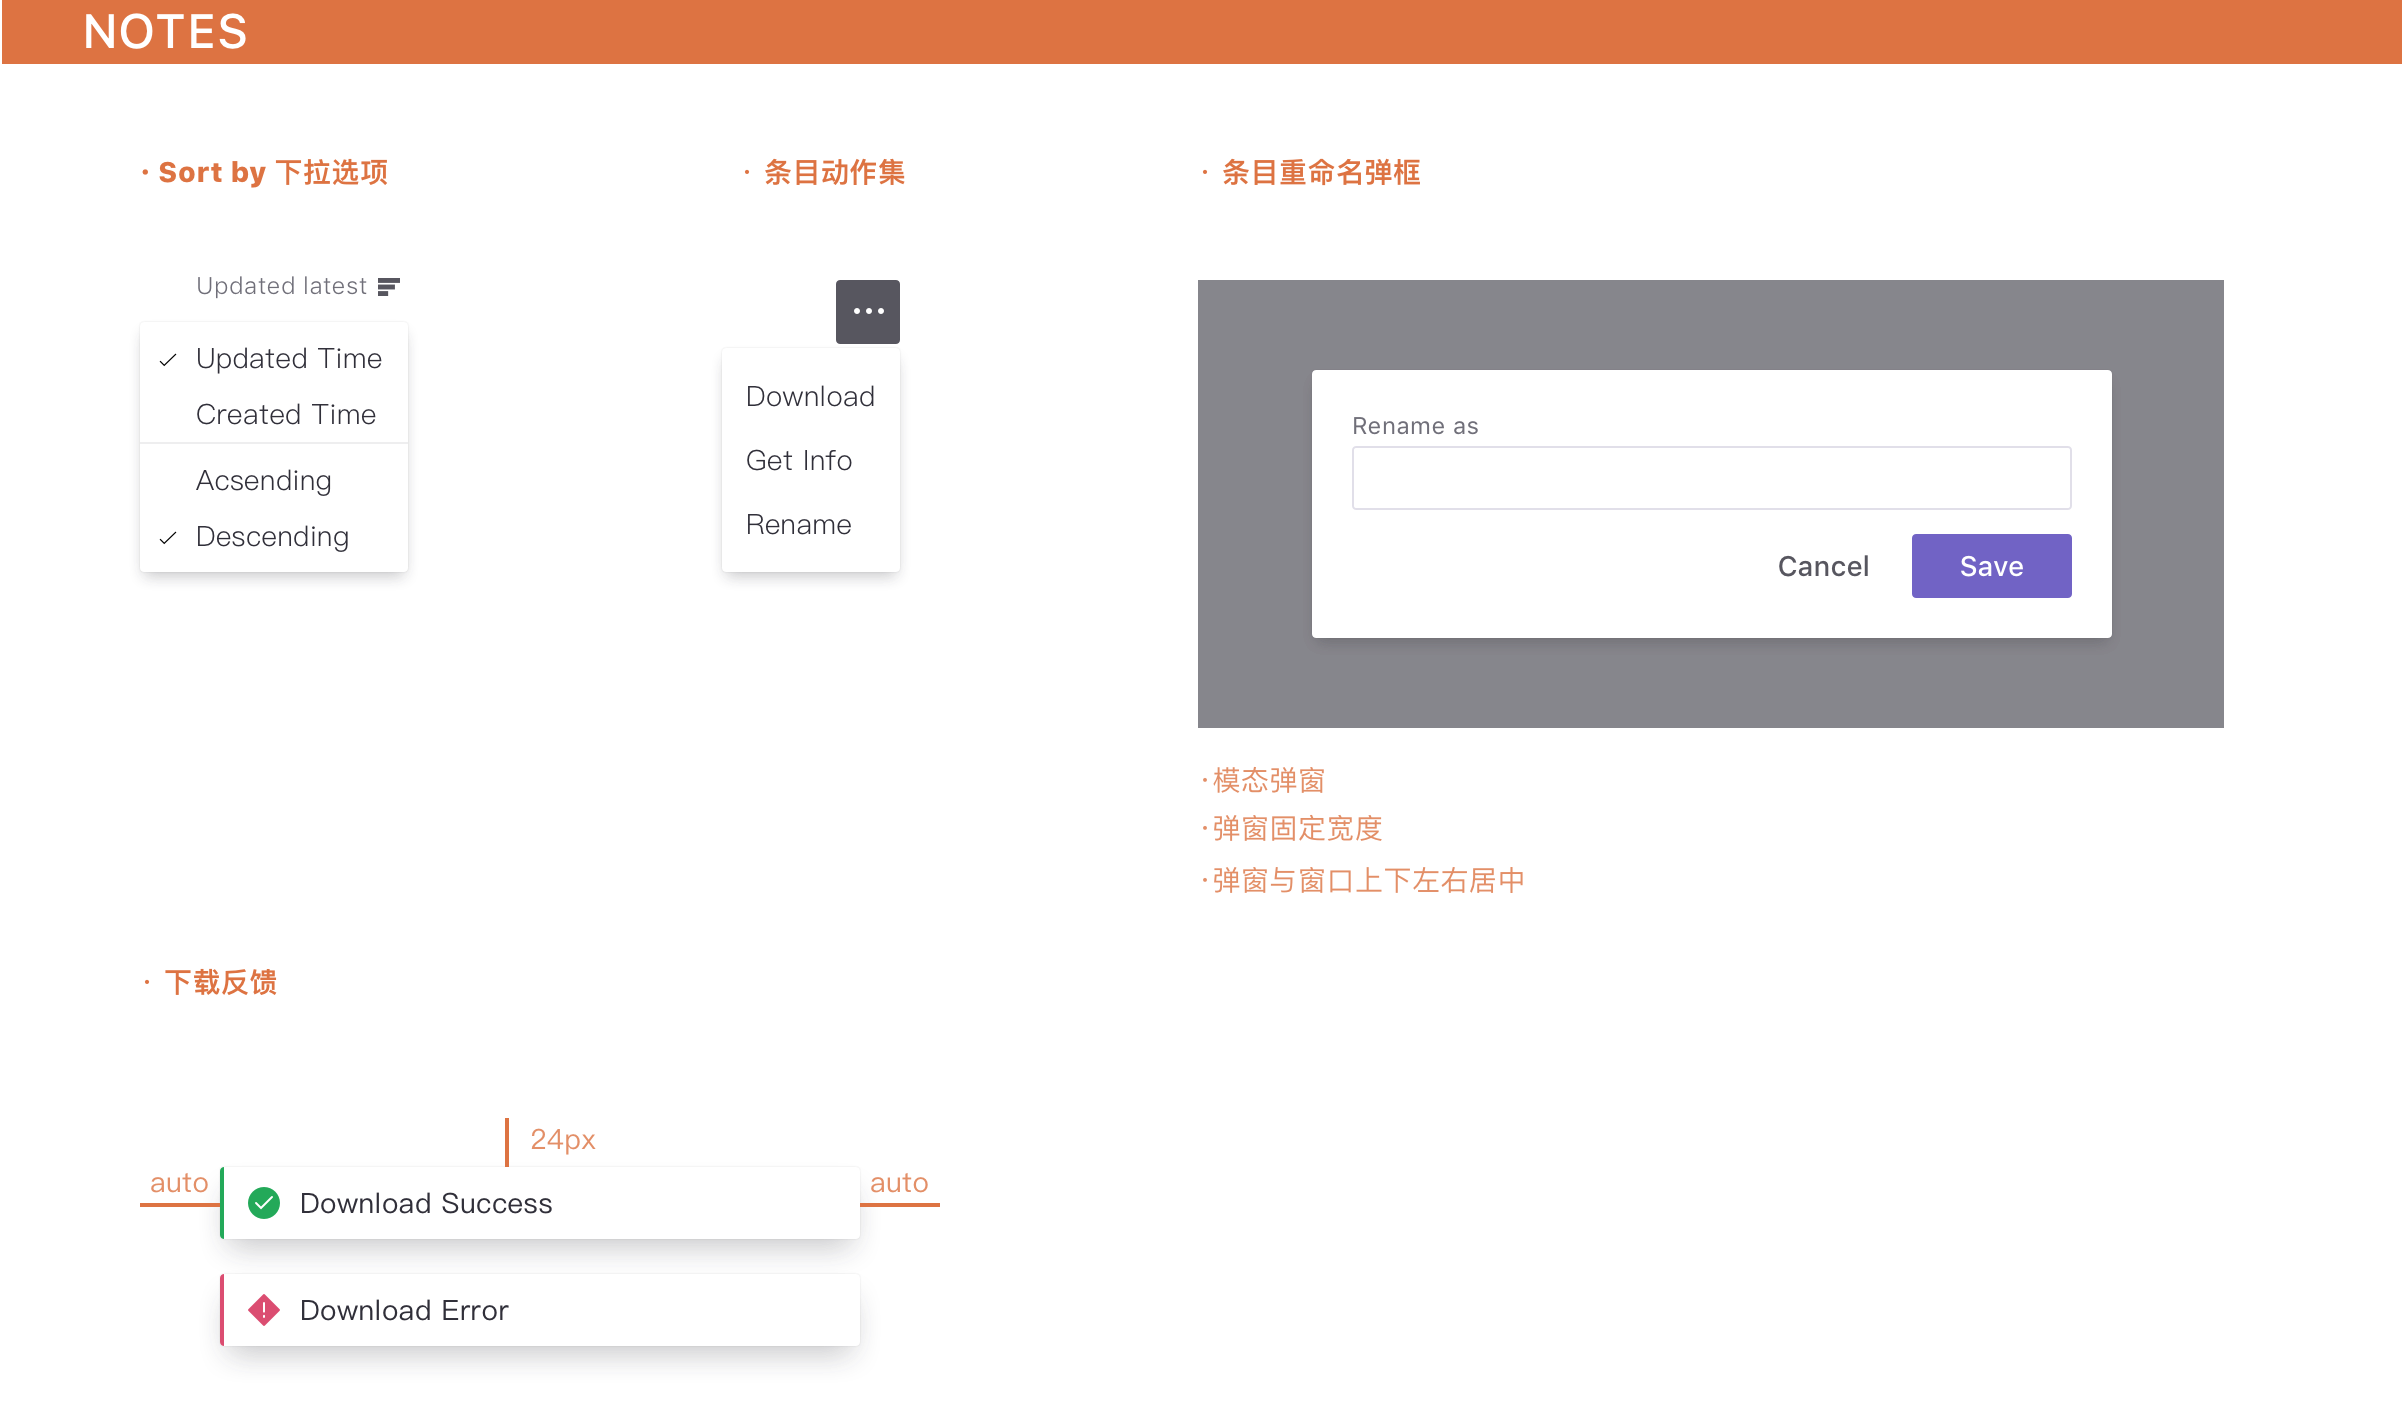 NOTES
· Sort by 下拉选项
· 条目动作集
· 条目重命名弹框
Updated latest
Updated Time
Created Time
Acsending
Descending
Download
Get Info
Rename
Rename as
Cancel
Save
·模态弹窗
·弹窗固定宽度
·弹窗与窗口上下左右居中
· 下载反馈
24px
auto
Download Success
auto
Download Error